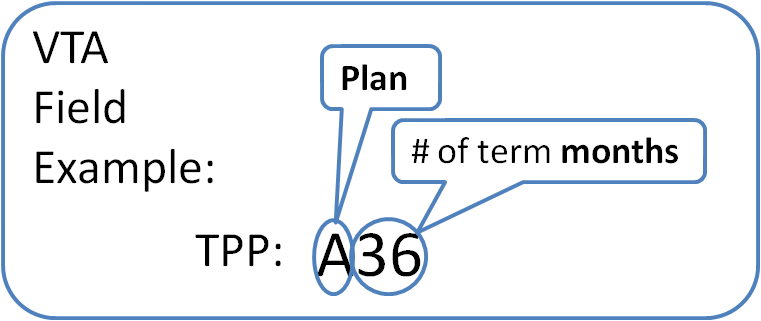 VTA
Field
Example:
Plan
# of term months
TPP: A36